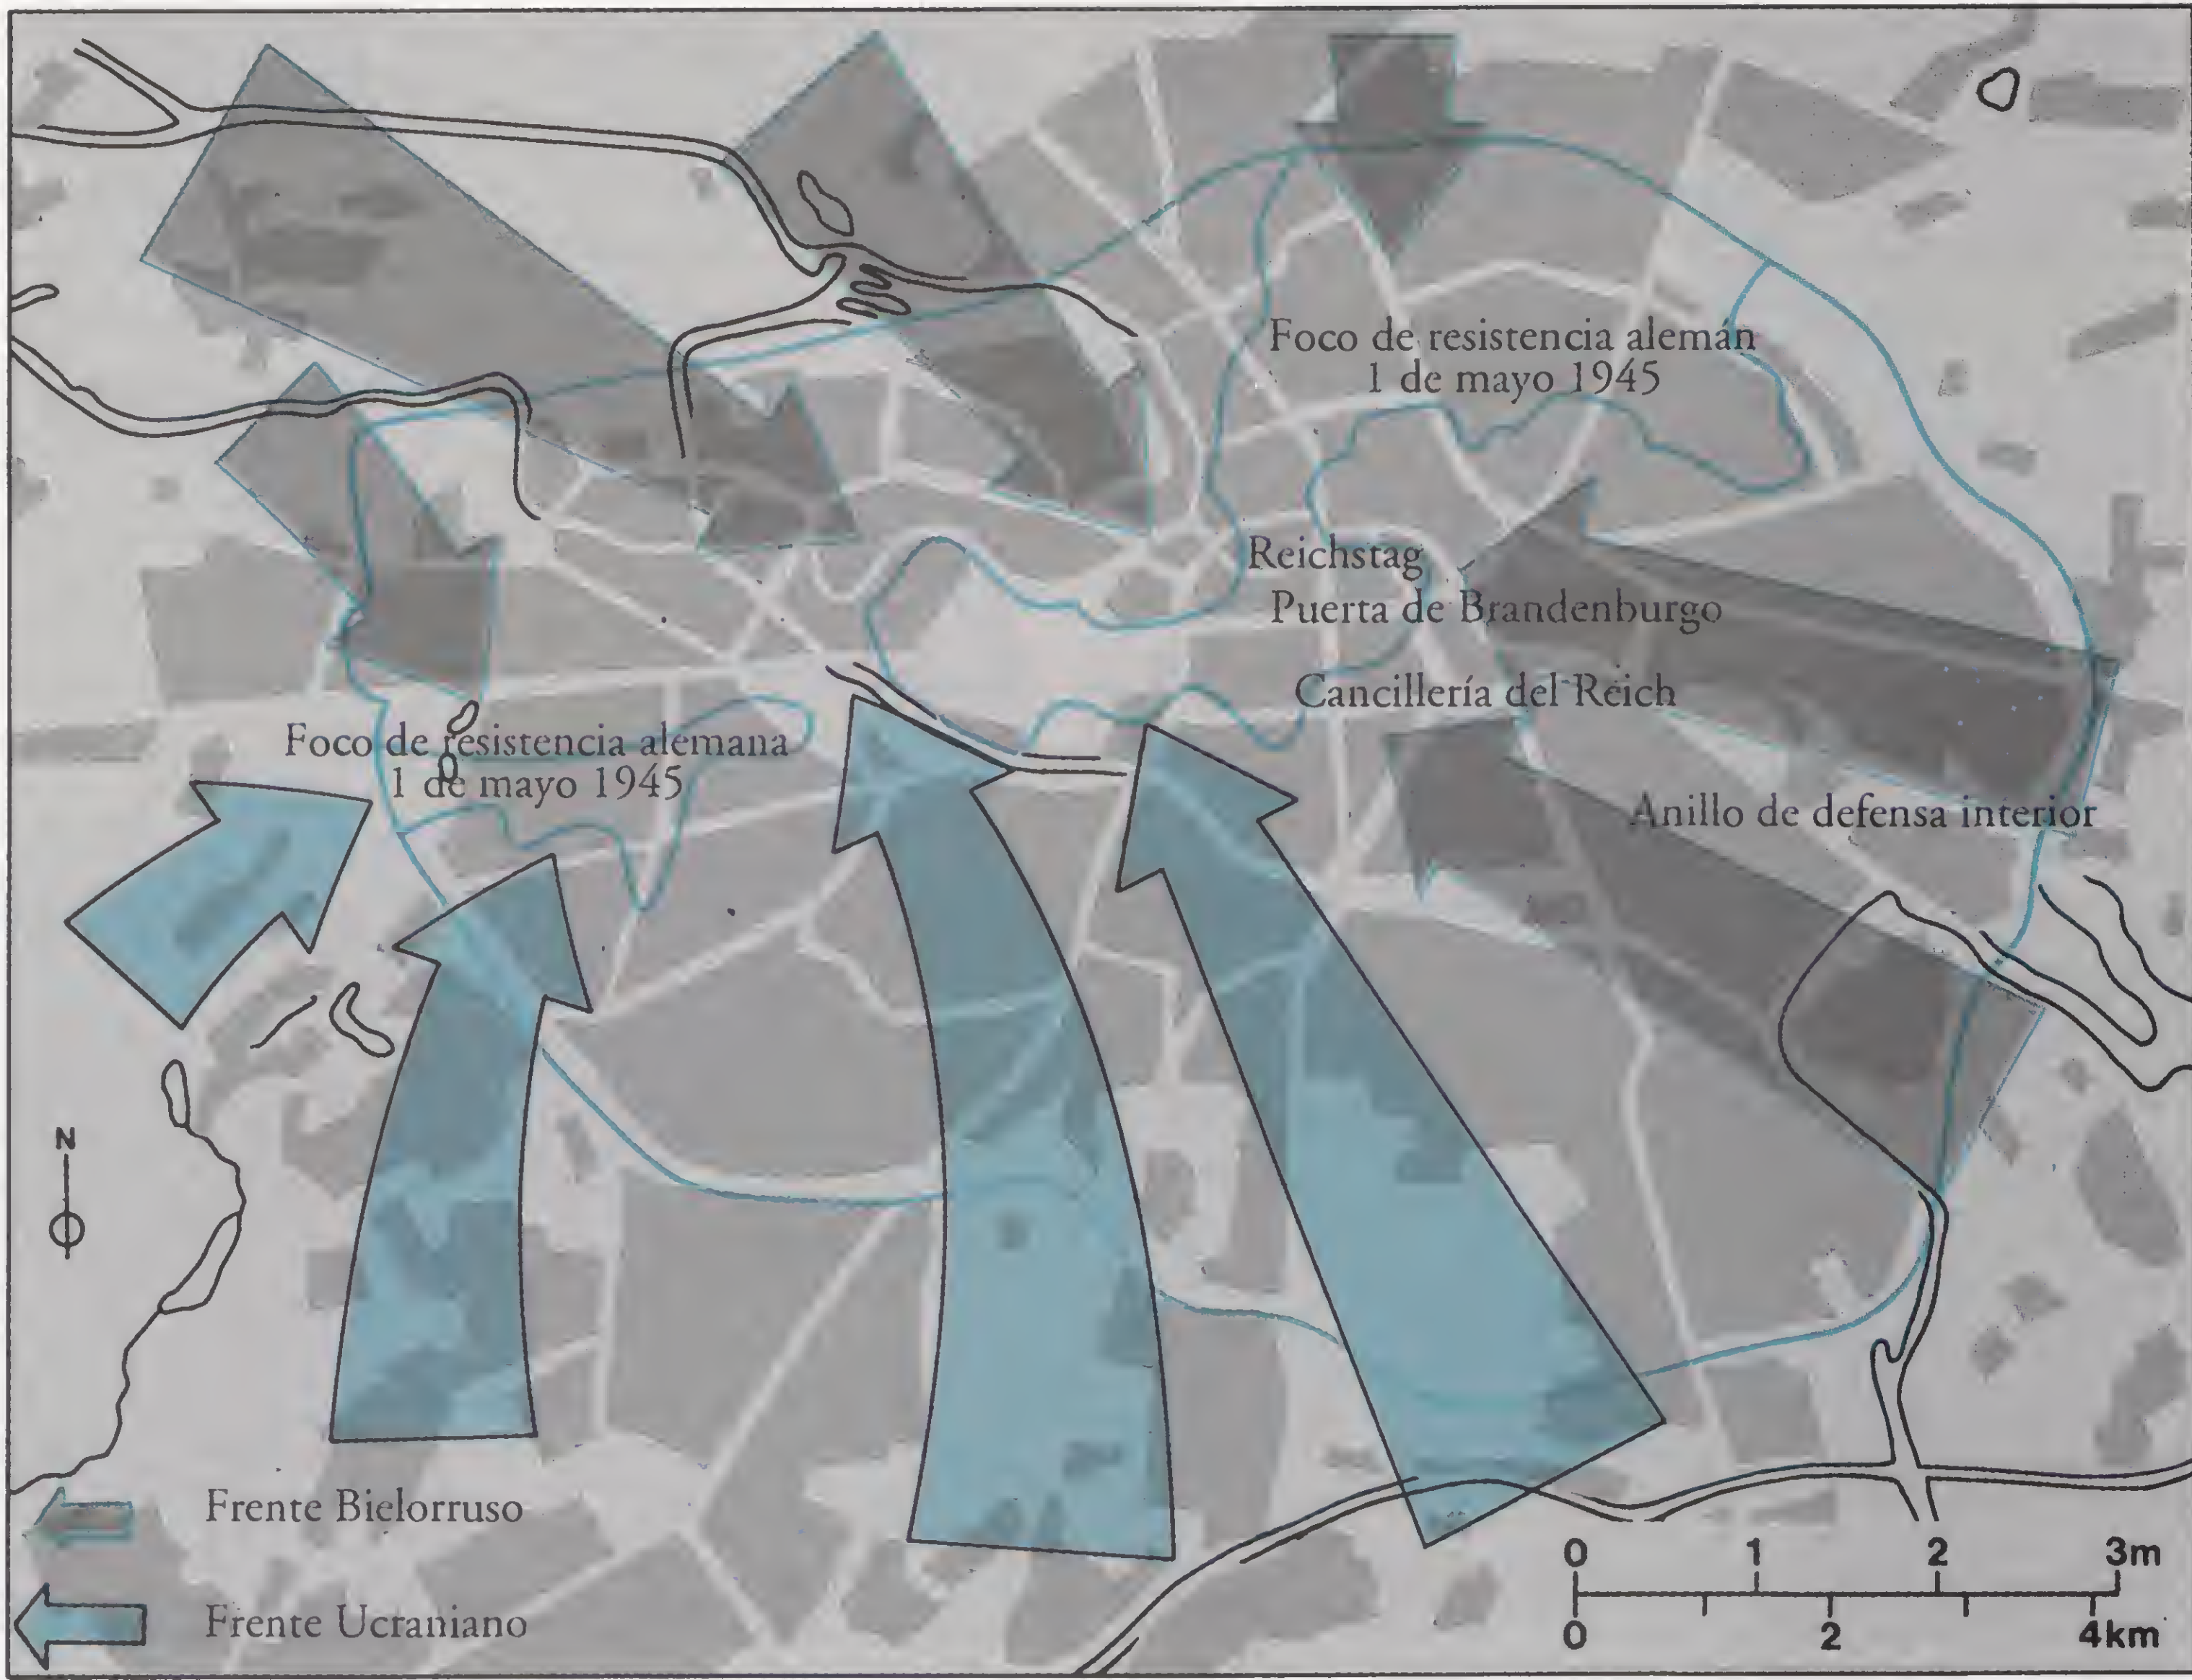 Foco de resistencia alemán
1 de mayo 1945
Reichstag
Puerta de Brandenburgo
Cancillería del Reich
Foco de resistencia alemana
1 de mayo 1945
Anillo de defensa interior
N
Frente Bielorruso
Frente Ucraniano
0 1 2 3m
0 2 4km